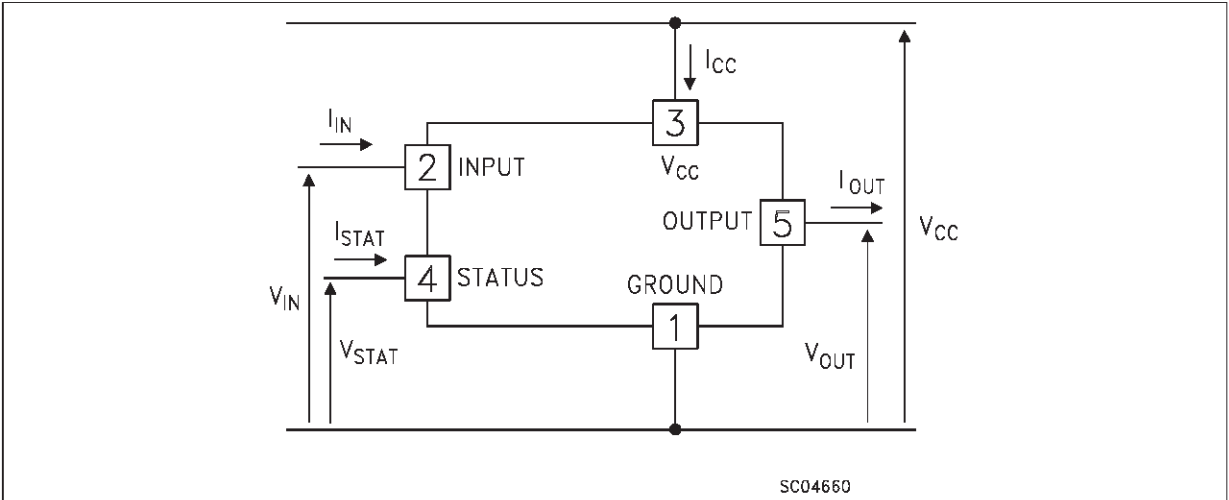 I_CC
I_IN
3
2 INPUT
V_CC
I_OUT
OUTPUT 5
V_CC
I_STAT
4 STATUS
GROUND
V_IN
1
V_STAT
V_OUT
SC04660